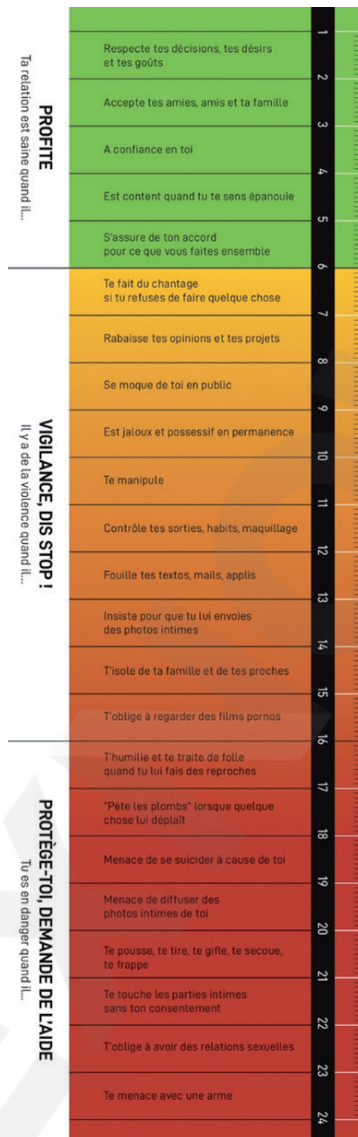 PROFITE
Ta relation est saine quand il...
1
Respecte tes décisions, tes désirs
et tes goûts
2
Accepte tes amies, amis et ta famille
3
A confiance en toi
4
Est content quand tu te sens épanouie
5
S'assure de ton accord
pour ce que vous faites ensemble
6
VIGILANCE, DIS STOP !
Il y a de la violence quand il...
Te fait du chantage
si tu refuses de faire quelque chose
7
Rabaisse tes opinions et tes projets
8
Se moque de toi en public
9
Est jaloux et possessif en permanence
10
Te manipule
11
Contrôle tes sorties, habits, maquillage
12
Fouille tes textos, mails, applis
13
Insiste pour que tu lui envoies
des photos intimes
14
T'isole de ta famille et de tes proches
15
T'oblige à regarder des films pornos
16
PROTÈGE-TOI, DEMANDE DE L'AIDE
Tu es en danger quand il...
T'humilie et te traite de folle
quand tu lui fais des reproches
17
"Pète les plombs" lorsque quelque
chose lui déplaît
18
Menace de se suicider à cause de toi
19
Menace de diffuser des
photos intimes de toi
20
Te pousse, te tire, te gifle, te secoue,
te frappe
21
Te touche les parties intimes
sans ton consentement
22
T'oblige à avoir des relations sexuelles
23
Te menace avec une arme
24